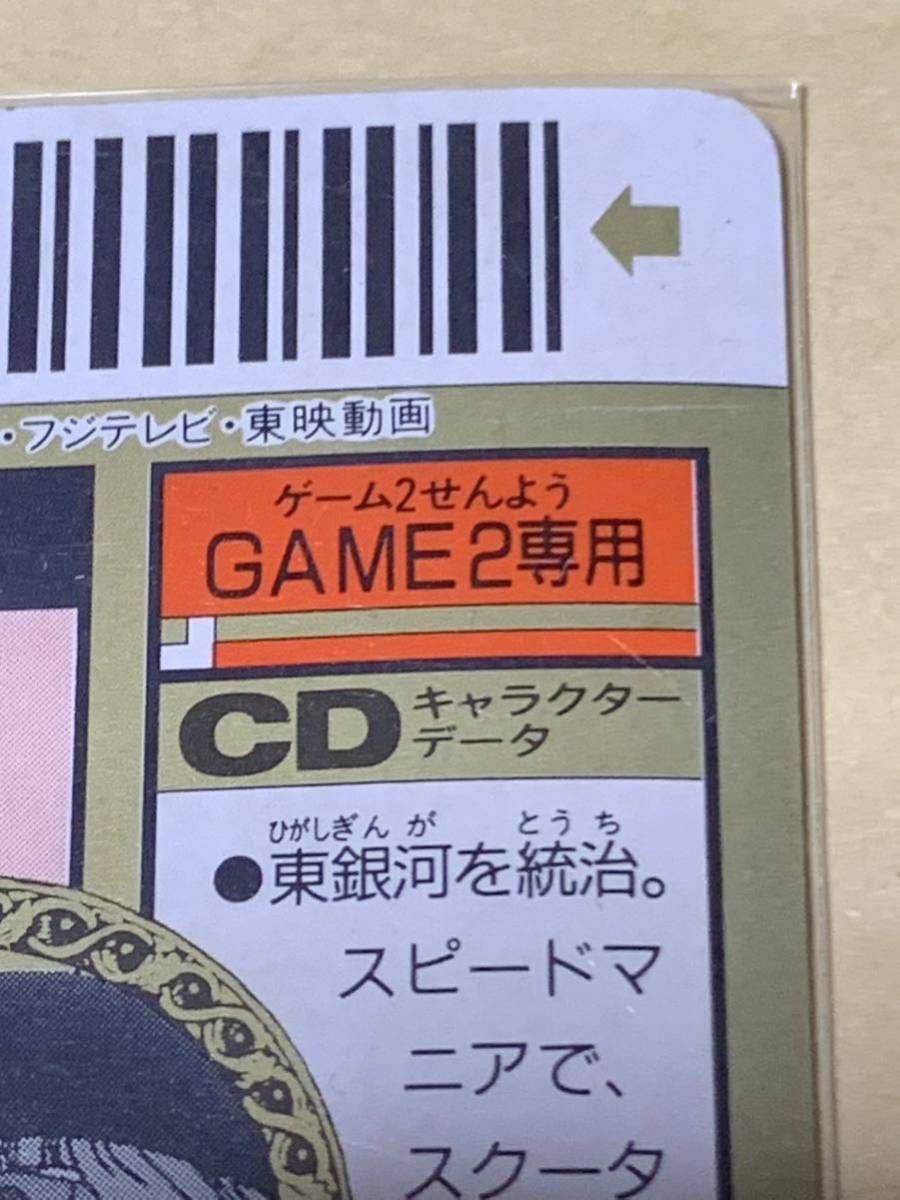 ・フジテレビ・東映動画
ゲーム2せんよう
GAME2専用
CD キャラクター
データ
ひがしぎんが とうち
●東銀河を統治。
スピードマ
ニアで、
スクータ